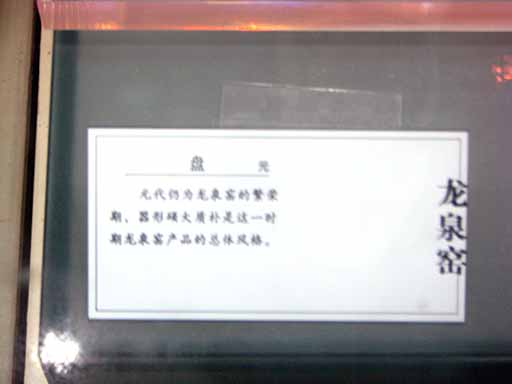 盘 元
元代仍为龙泉窑的繁荣
期，器形硕大质朴是这一时
期龙泉窑产品的总体风格。
龙泉窑